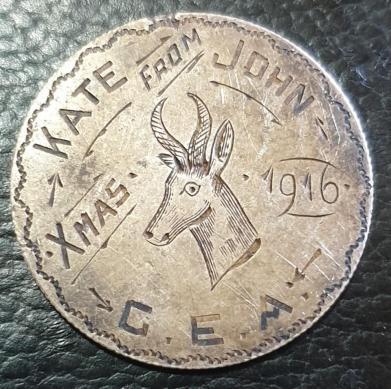 KATE FROM JOHN
XMAS · 1916 ·
G. E. A.